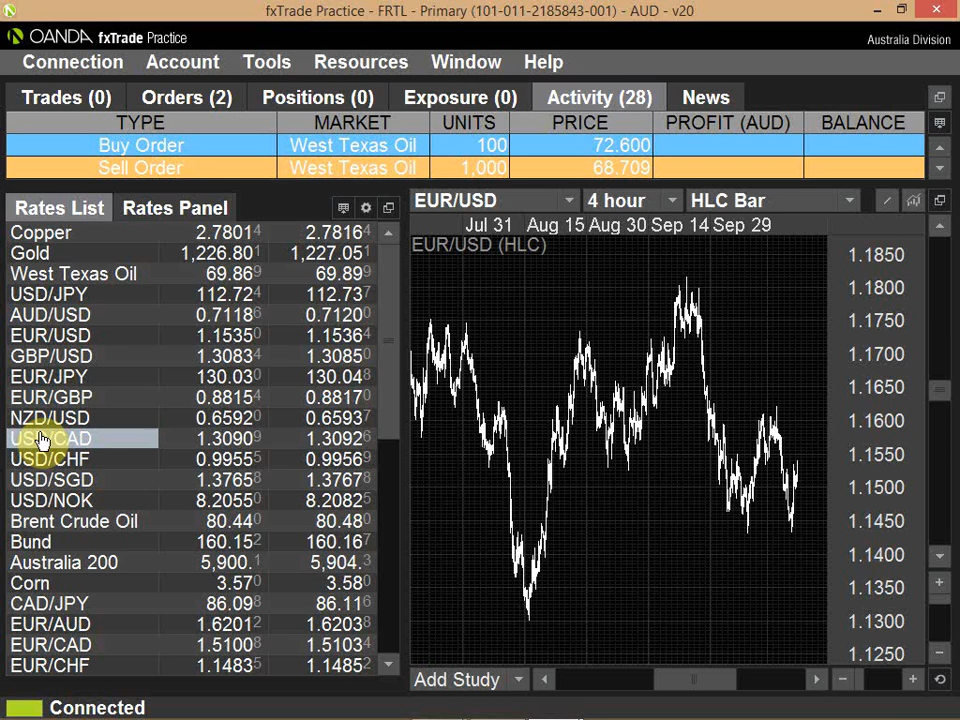 fxTrade Practice - FRTL - Primary (101-011-2185843-001) - AUD - v20
OANDA fxTrade Practice
Australia Division
Connection Account Tools Resources Window Help
Trades (0) Orders (2) Positions (0) Exposure (0) Activity (28) News
TYPE MARKET UNITS PRICE PROFIT (AUD) BALANCE
Buy Order West Texas Oil 100 72.600
Sell Order West Texas Oil 1,000 68.709
Rates List Rates Panel
EUR/USD 4 hour HLC Bar
Jul 31 Aug 15 Aug 30 Sep 14 Sep 29
EUR/USD (HLC)
Copper 2.78014 2.78164
Gold 1,226.801 1,227.051
West Texas Oil 69.869 69.899
USD/JPY 112.724 112.737
AUD/USD 0.71186 0.71200
EUR/USD 1.15350 1.15364
GBP/USD 1.30834 1.30850
EUR/JPY 130.030 130.048
EUR/GBP 0.88154 0.88170
NZD/USD 0.65920 0.65937
USD/CAD 1.30909 1.30926
USD/CHF 0.99555 0.99569
USD/SGD 1.37658 1.37678
USD/NOK 8.20550 8.20825
Brent Crude Oil 80.440 80.480
Bund 160.152 160.167
Australia 200 5,900.1 5,904.3
Corn 3.570 3.580
CAD/JPY 86.098 86.116
EUR/AUD 1.62012 1.62038
EUR/CAD 1.51008 1.51034
EUR/CHF 1.14835 1.14852
1.1850
1.1800
1.1750
1.1700
1.1650
1.1600
1.1550
1.1500
1.1450
1.1400
1.1350
1.1300
1.1250
Add Study
Connected